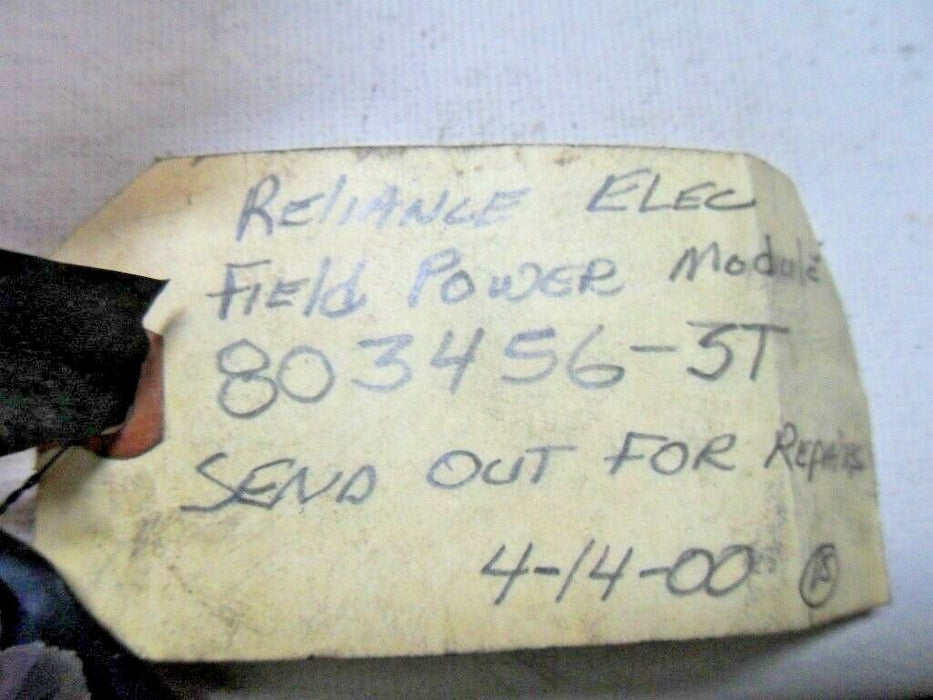 Reliance Elec
Field Power Module
803456-5T
Send Out For Repairs
4-14-00